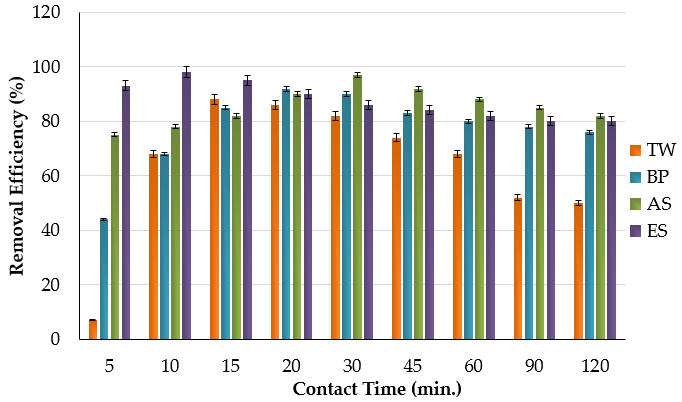 Removal Efficiency (%)
120
100
80
60
40
20
0
5 10 15 20 30 45 60 90 120
Contact Time (min.)
TW
BP
AS
ES